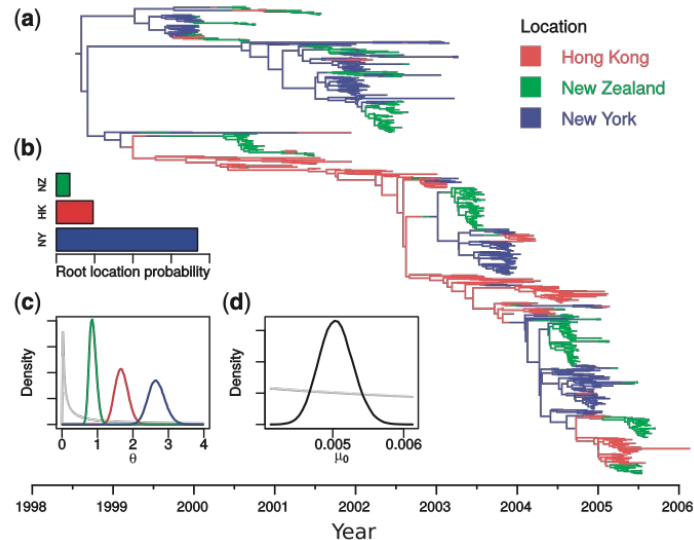 (a)
Location
Hong Kong
New Zealand
New York
(b)
NZ
HK
NY
Root location probability
(c)
Density
0 1 2 3 4
θ
(d)
Density
0.005 0.006
μ0
1998 1999 2000 2001 2002 2003 2004 2005 2006
Year